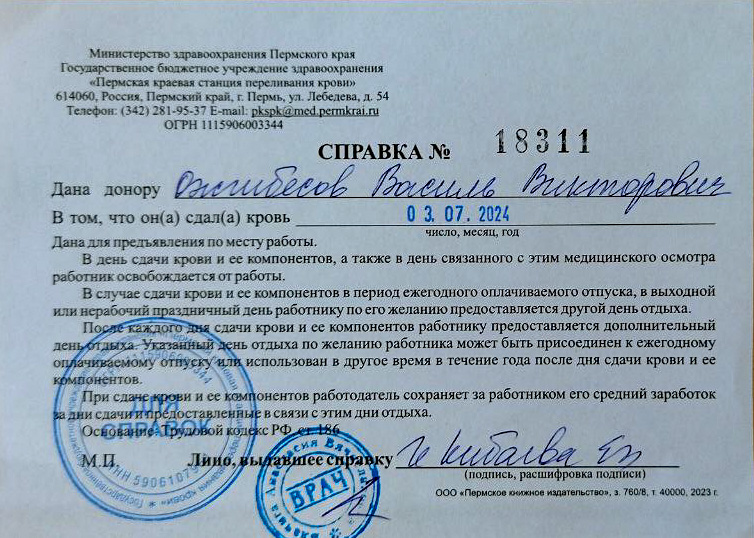 Министерство здравоохранения Пермского края
Государственное бюджетное учреждение здравоохранения
«Пермская краевая станция переливания крови»
614060, Россия, Пермский край, г. Пермь, ул. Лебедева, д. 54
Телефон: (342) 281-95-37 E-mail: pkspk@med.permkrai.ru
ОГРН 1115906003344
СПРАВКА № 18311
Дана донору Ожгибесов Василь Викторович
В том, что он(а) сдал(а) кровь 03.07.2024
число, месяц, год
Дана для предъявления по месту работы.
В день сдачи крови и ее компонентов, а также в день связанного с этим медицинского осмотра
работник освобождается от работы.
В случае сдачи крови и ее компонентов в период ежегодного оплачиваемого отпуска, в выходной
или нерабочий праздничный день работнику по его желанию предоставляется другой день отдыха.
После каждого дня сдачи крови и ее компонентов работнику предоставляется дополнительный
день отдыха. Указанный день отдыха по желанию работника может быть присоединен к ежегодному
оплачиваемому отпуску или использован в другое время в течение года после дня сдачи крови и ее
компонентов.
При сдаче крови и ее компонентов работодатель сохраняет за работником его средний заработок
за дни сдачи и предоставленные в связи с этим дни отдыха.
Основание: Трудовой кодекс РФ, ст. 186
ДЛЯ
СПРАВОК
М.П. Лицо, выдавшее справку
(подпись, расшифровка подписи)
ВРАЧ
ООО «Пермское книжное издательство», з. 760/8, т. 40000, 2023 г.